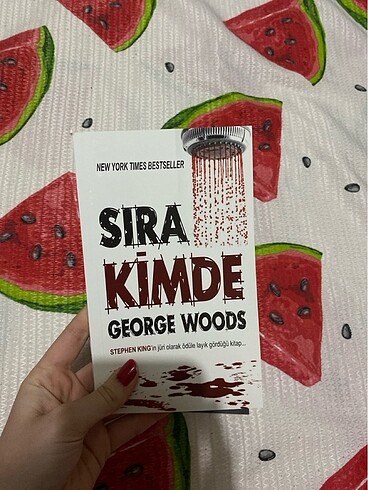 NEW YORK TIMES BESTSELLER
SIRA
KİMDE
GEORGE WOODS
STEPHEN KING'in jüri olarak ödüle layık gördüğü kitap...